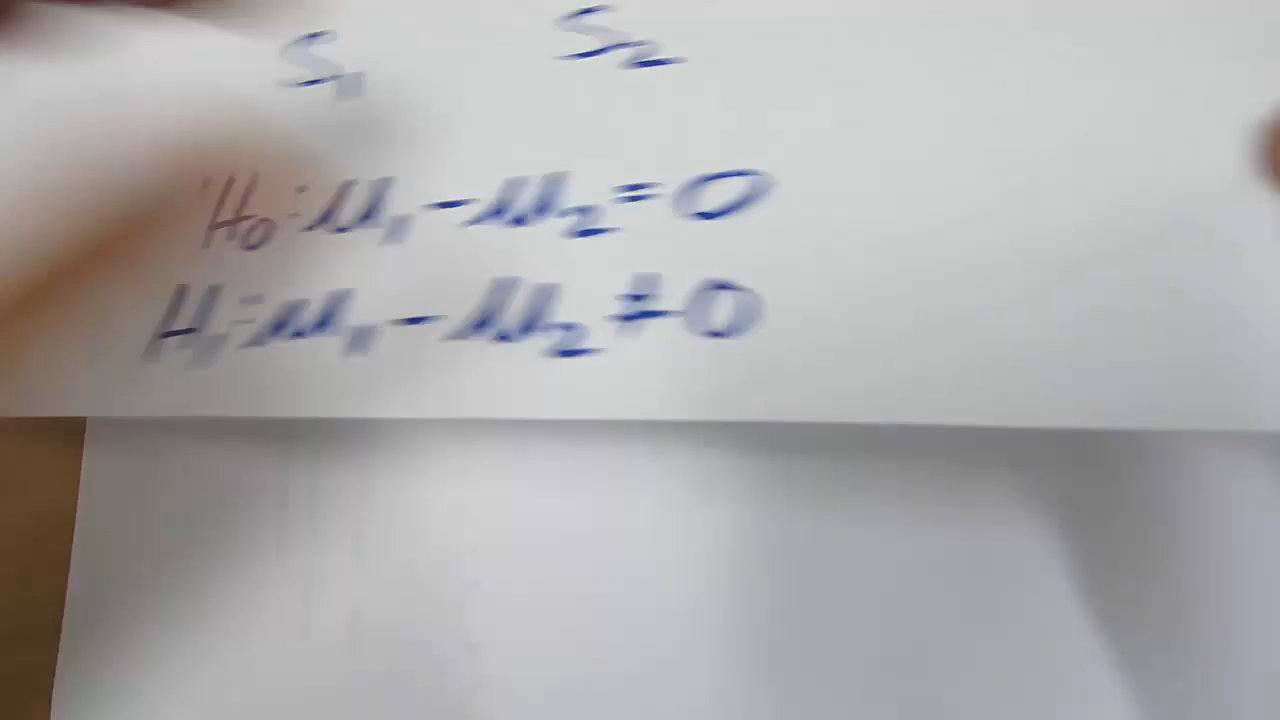 S₁ S₂
H₀: μ₁ - μ₂ = 0
H₁: μ₁ - μ₂ ≠ 0